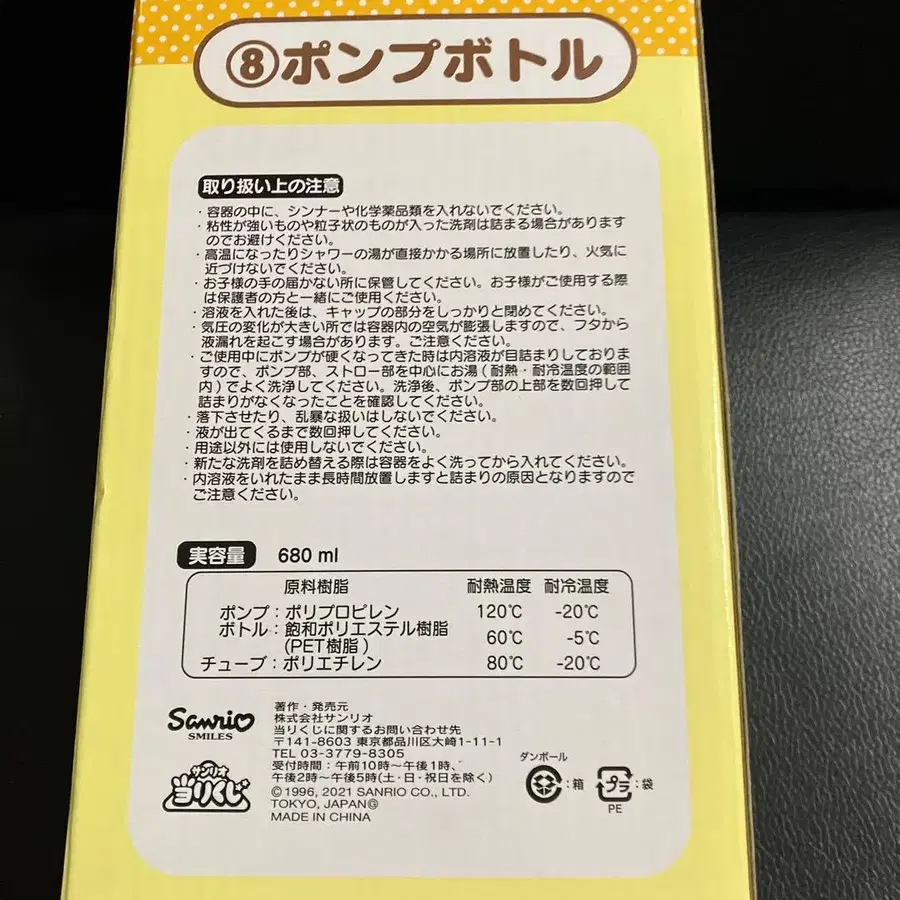 ⑧ポンプボトル
取り扱い上の注意
・容器の中に、シンナーや化学薬品類を入れないでください。
・粘性が強いものや粒子状のものが入った洗剤は詰まる場合があります
のでお避けください。
・高温になったりシャワーの湯が直接かかる場所に放置したり、火気に
近づけないでください。
・お子様の手の届かない所に保管してください。お子様がご使用する際
は保護者の方と一緒にご使用ください。
・溶液を入れた後は、キャップの部分をしっかりと閉めてください。
・気圧の変化が大きい所では容器内の空気が膨張しますので、フタから
液漏れを起こす場合があります。ご注意ください。
・ご使用中にポンプが硬くなってきた時は内溶液が目詰まりしておりま
すので、ポンプ部、ストロー部を中心にお湯(耐熱・耐冷温度の範囲
内)でよく洗浄してください。洗浄後、ポンプ部の上部を数回押して
詰まりがなくなったことを確認してください。
・落下させたり、乱暴な扱いはしないでください。
・液が出てくるまで数回押してください。
・用途以外には使用しないでください。
・新たな洗剤を詰め替える際は容器をよく洗ってから入れてください。
・内溶液をいれたまま長時間放置しますと詰まりの原因となりますので
ご注意ください。
実容量 680 ml
原料樹脂 耐熱温度 耐冷温度
ポンプ：ポリプロピレン 120℃ -20℃
ボトル：飽和ポリエステル樹脂 60℃ -5℃
(PET樹脂)
チューブ：ポリエチレン 80℃ -20℃
Sanrio
SMILES
サンリオ
当りくじ
著作・発売元
株式会社サンリオ
当りくじに関するお問い合わせ先
〒141-8603 東京都品川区大崎1-11-1
TEL 03-3779-8305
受付時間：午前10時〜午後1時、
午後2時〜午後5時(土・日・祝日を除く)
©1996, 2021 SANRIO CO., LTD.
TOKYO, JAPAN Ⓖ
MADE IN CHINA
ダンボール
：箱
プラ：袋
PE